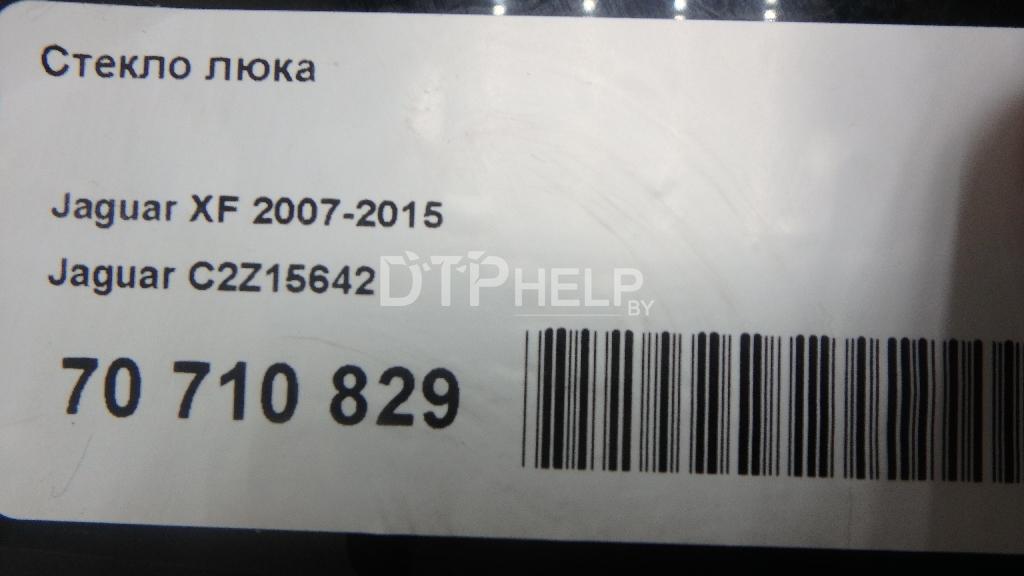 Стекло люка
Jaguar XF 2007-2015
Jaguar C2Z15642
DTPHELP.BY
70 710 829